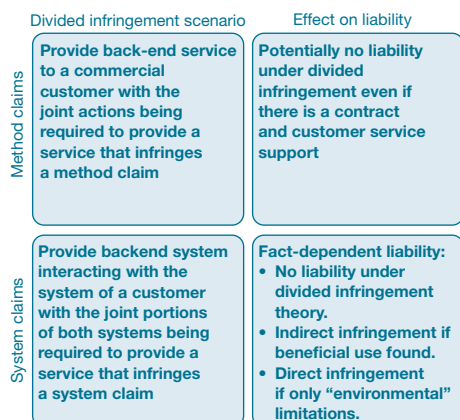 Divided infringement scenario
Effect on liability
Method claims
Provide back-end service
to a commercial
customer with the
joint actions being
required to provide a
service that infringes
a method claim
Potentially no liability
under divided
infringement even if
there is a contract
and customer service
support
System claims
Provide backend system
interacting with the
system of a customer
with the joint portions
of both systems being
required to provide a
service that infringes
a system claim
Fact-dependent liability:
• No liability under
divided infringement
theory.
• Indirect infringement if
beneficial use found.
• Direct infringement
if only “environmental”
limitations.